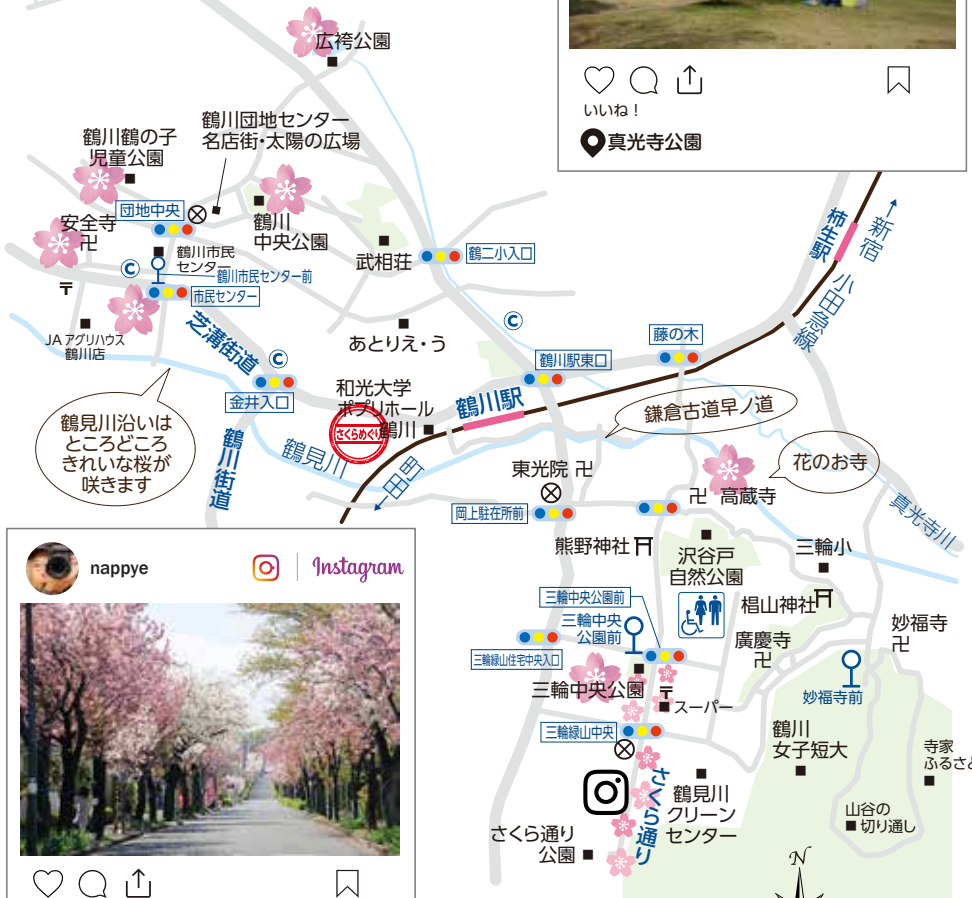 広袴公園
いいね！
真光寺公園
鶴川団地センター
名店街・太陽の広場
鶴川鶴の子
児童公園
団地中央
安全寺
卍
鶴川
中央公園
鶴川市民
センター
鶴川市民センター前
市民センター
C
〒
JA アグリハウス
鶴川店
武相荘
鶴二小入口
柿生駅
←新宿
小田急線
芝溝街道
C
あとりえ・う
C
藤の木
鶴川駅東口
金井入口
和光大学
ポプリホール
鶴川
さくらめぐり
鶴川駅
鎌倉古道早ノ道
鶴見川沿いは
ところどころ
きれいな桜が
咲きます
鶴川街道
鶴見川
←町田
東光院 卍
花のお寺
卍 高蔵寺
岡上駐在所前
真光寺川
熊野神社
沢谷戸
自然公園
三輪小
nappye
Instagram
三輪中央公園前
三輪中央
公園前
椙山神社
廣慶寺
卍
妙福寺
卍
三輪緑山住宅中央入口
三輪中央公園
〒
スーパー
妙福寺前
三輪緑山中央
鶴川
女子短大
寺家
ふるさと
さくら通り
鶴見川
クリーン
センター
山谷の
切り通し
さくら通り
公園
N